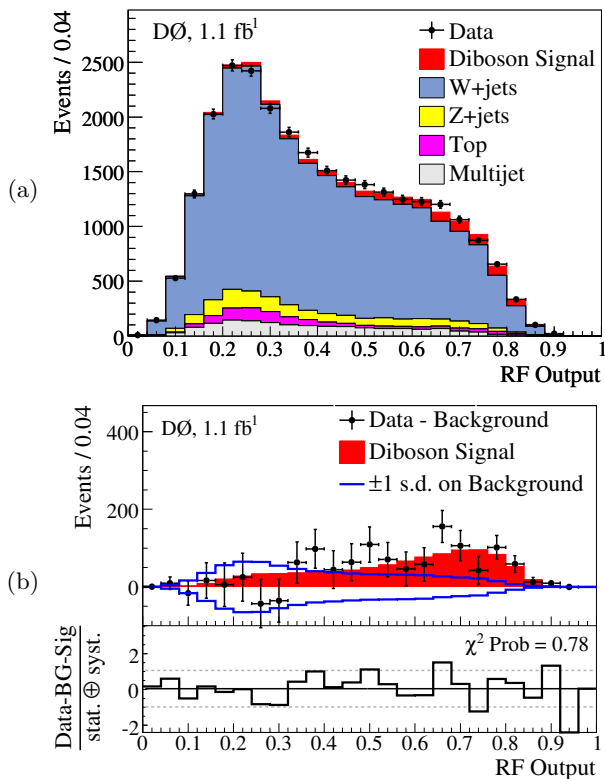 (a)
Events / 0.04
DØ, 1.1 fb¹
Data
Diboson Signal
W+jets
Z+jets
Top
Multijet
2500
2000
1500
1000
500
0
0 0.1 0.2 0.3 0.4 0.5 0.6 0.7 0.8 0.9 1
RF Output
(b)
Events / 0.04
DØ, 1.1 fb¹
Data - Background
Diboson Signal
±1 s.d. on Background
400
200
0
Data-BG-Sig
stat. ⊕ syst.
χ² Prob = 0.78
2
0
-2
0 0.1 0.2 0.3 0.4 0.5 0.6 0.7 0.8 0.9 1
RF Output